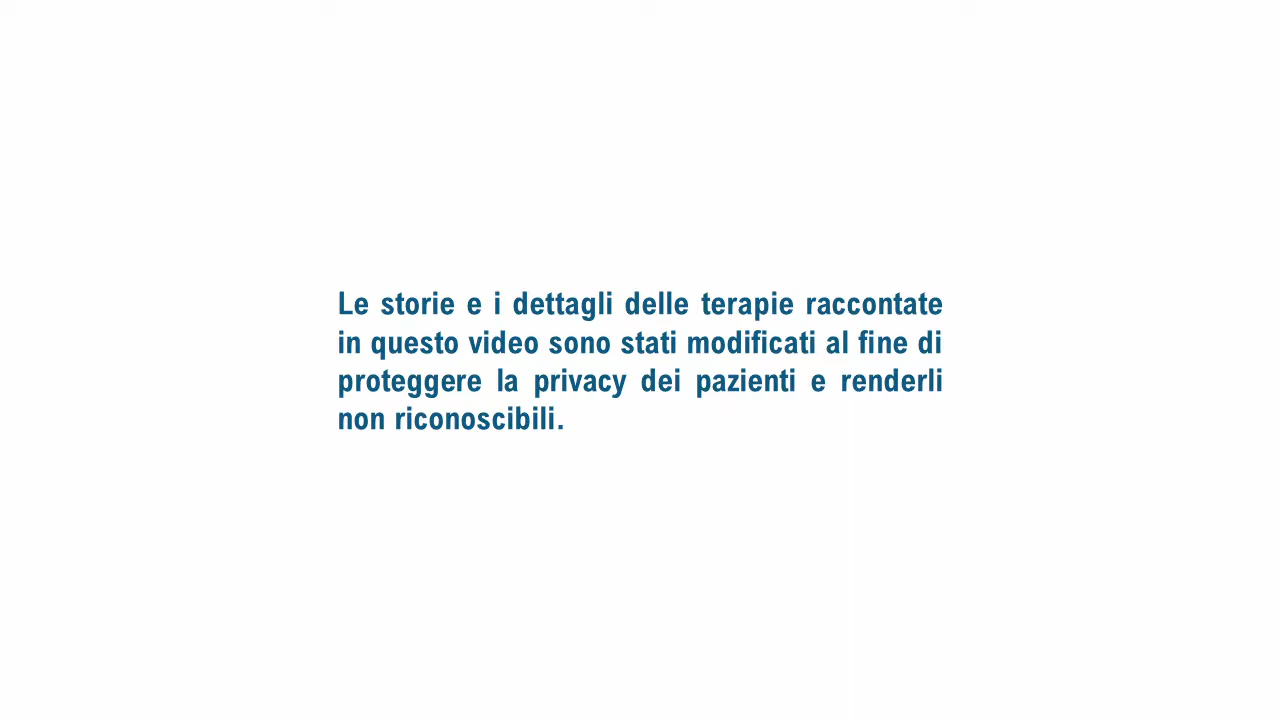 Le storie e i dettagli delle terapie raccontate
in questo video sono stati modificati al fine di
proteggere la privacy dei pazienti e renderli
non riconoscibili.